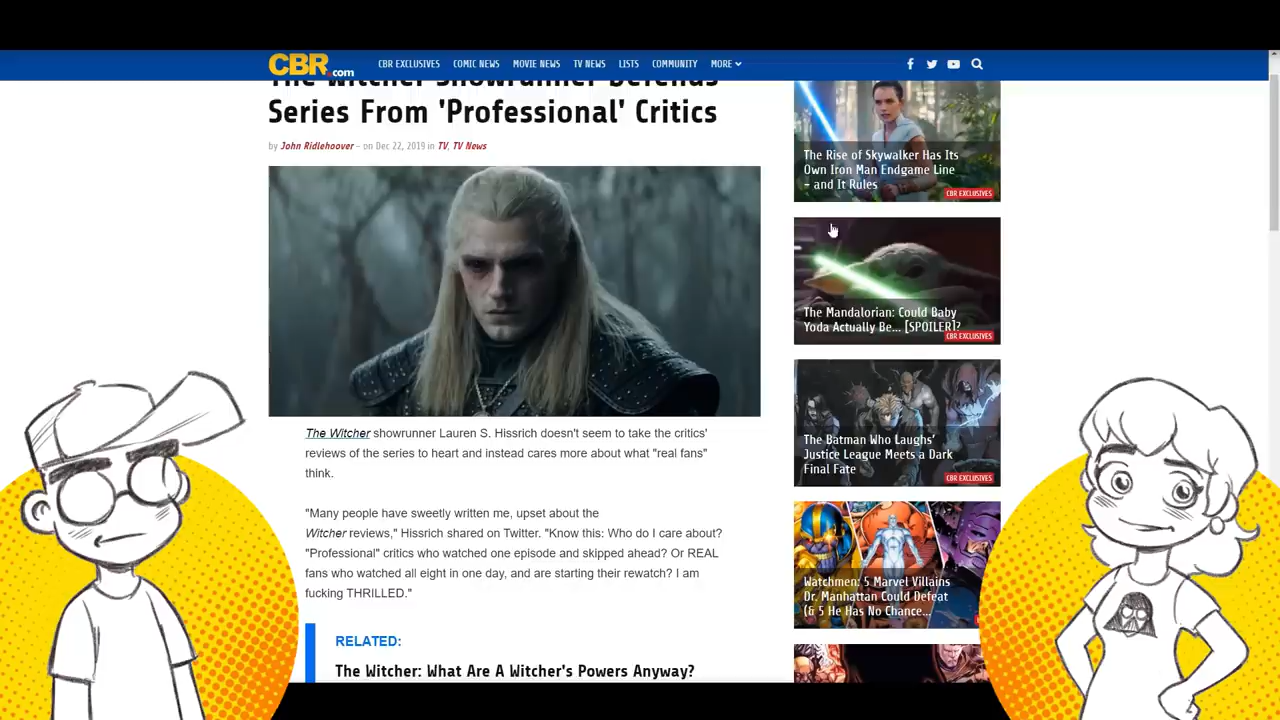 CBR.com
CBR EXCLUSIVES COMIC NEWS MOVIE NEWS TV NEWS LISTS COMMUNITY MORE
The Witcher Showrunner Defends
Series From 'Professional' Critics
by John Ridlehoover – on Dec 22, 2019 in TV, TV News
The Witcher showrunner Lauren S. Hissrich doesn't seem to take the critics'
reviews of the series to heart and instead cares more about what "real fans"
think.
"Many people have sweetly written me, upset about the
Witcher reviews," Hissrich shared on Twitter. "Know this: Who do I care about?
"Professional" critics who watched one episode and skipped ahead? Or REAL
fans who watched all eight in one day, and are starting their rewatch? I am
fucking THRILLED."
RELATED:
The Witcher: What Are A Witcher's Powers Anyway?
The Rise of Skywalker Has Its
Own Iron Man Endgame Line
– and It Rules
CBR EXCLUSIVES
The Mandalorian: Could Baby
Yoda Actually Be... [SPOILER]?
CBR EXCLUSIVES
The Batman Who Laughs'
Justice League Meets a Dark
Final Fate
CBR EXCLUSIVES
Watchmen: 5 Marvel Villains
Dr. Manhattan Could Defeat
(& 5 He Has No Chance...